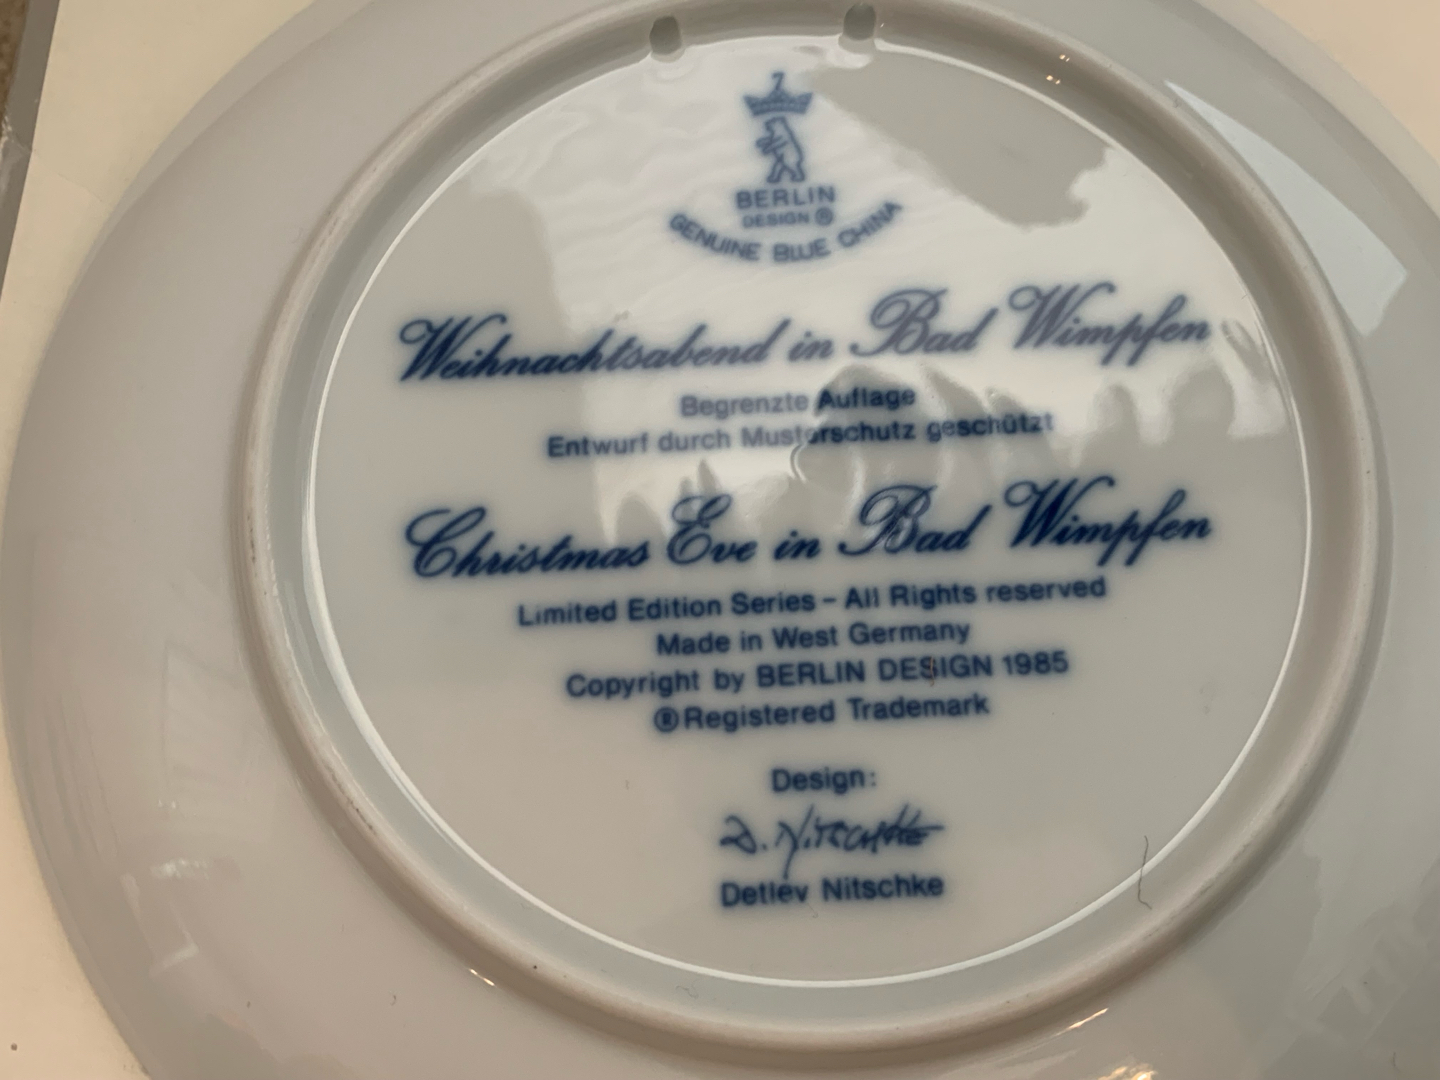 BERLIN
DESIGN ®
GENUINE BLUE CHINA
Weihnachtsabend in Bad Wimpfen
Begrenzte Auflage
Entwurf durch Musterschutz geschützt
Christmas Eve in Bad Wimpfen
Limited Edition Series – All Rights reserved
Made in West Germany
Copyright by BERLIN DESIGN 1985
® Registered Trademark
Design:
D. Nitschke
Detlev Nitschke